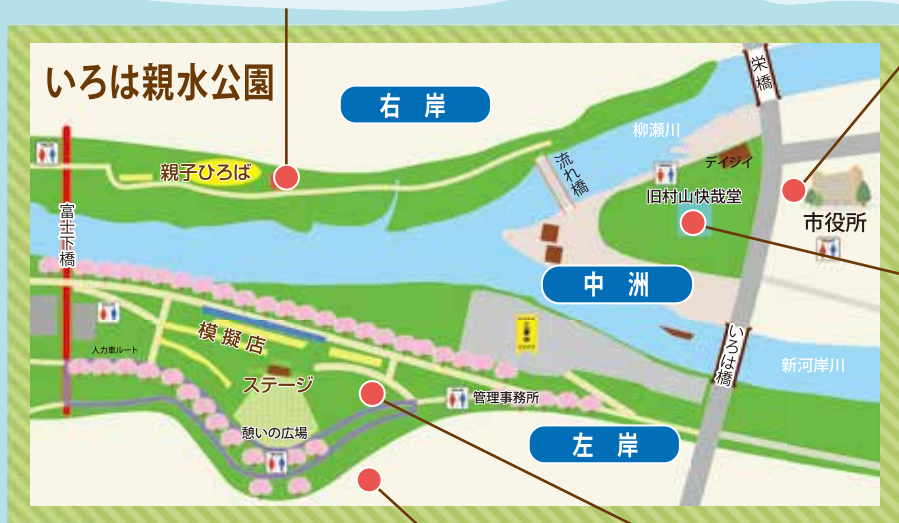 いろは親水公園
右岸
栄橋
柳瀬川
流れ橋
デイジイ
親子ひろば
旧村山快哉堂
市役所
富士下橋
中洲
模擬店
人力車ルート
いろは橋
新河岸川
ステージ
管理事務所
憩いの広場
左岸